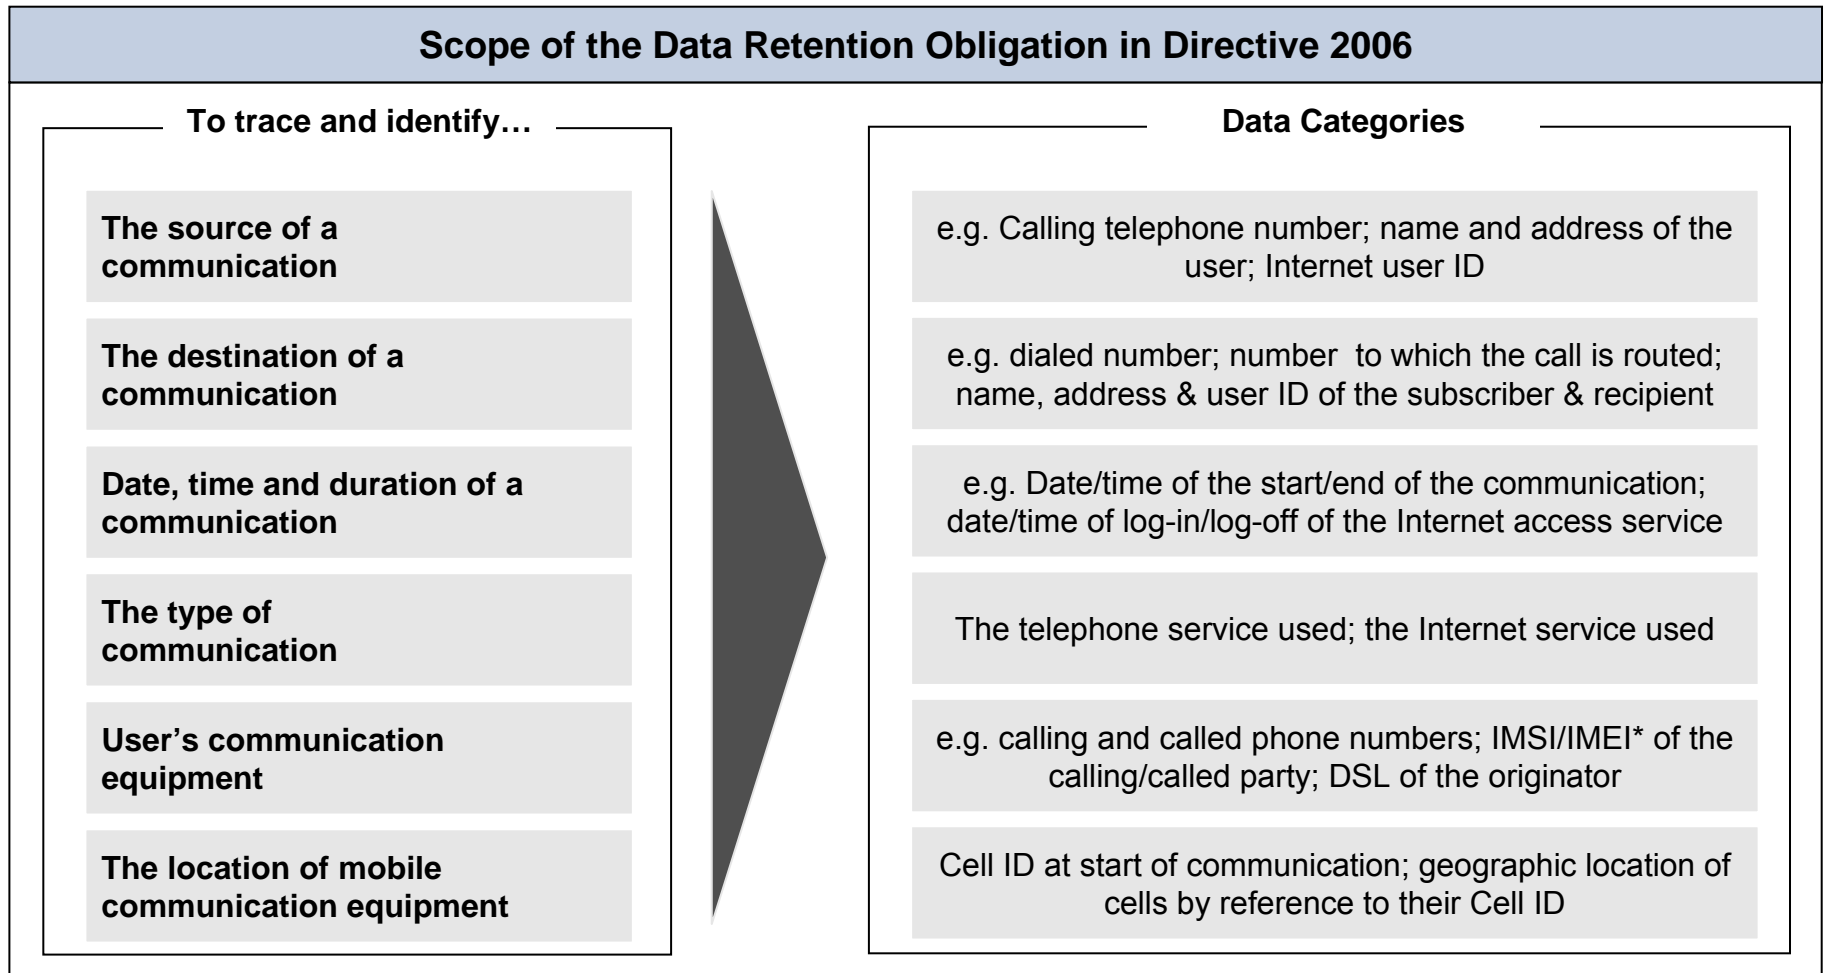 Scope of the Data Retention Obligation in Directive 2006
To trace and identify…
Data Categories
The source of a
communication
e.g. Calling telephone number; name and address of the
user; Internet user ID
The destination of a
communication
e.g. dialed number; number  to which the call is routed;
name, address & user ID of the subscriber & recipient
Date, time and duration of a
communication
e.g. Date/time of the start/end of the communication;
date/time of log-in/log-off of the Internet access service
The type of
communication
The telephone service used; the Internet service used
User’s communication
equipment
e.g. calling and called phone numbers; IMSI/IMEI* of the
calling/called party; DSL of the originator
The location of mobile
communication equipment
Cell ID at start of communication; geographic location of
cells by reference to their Cell ID